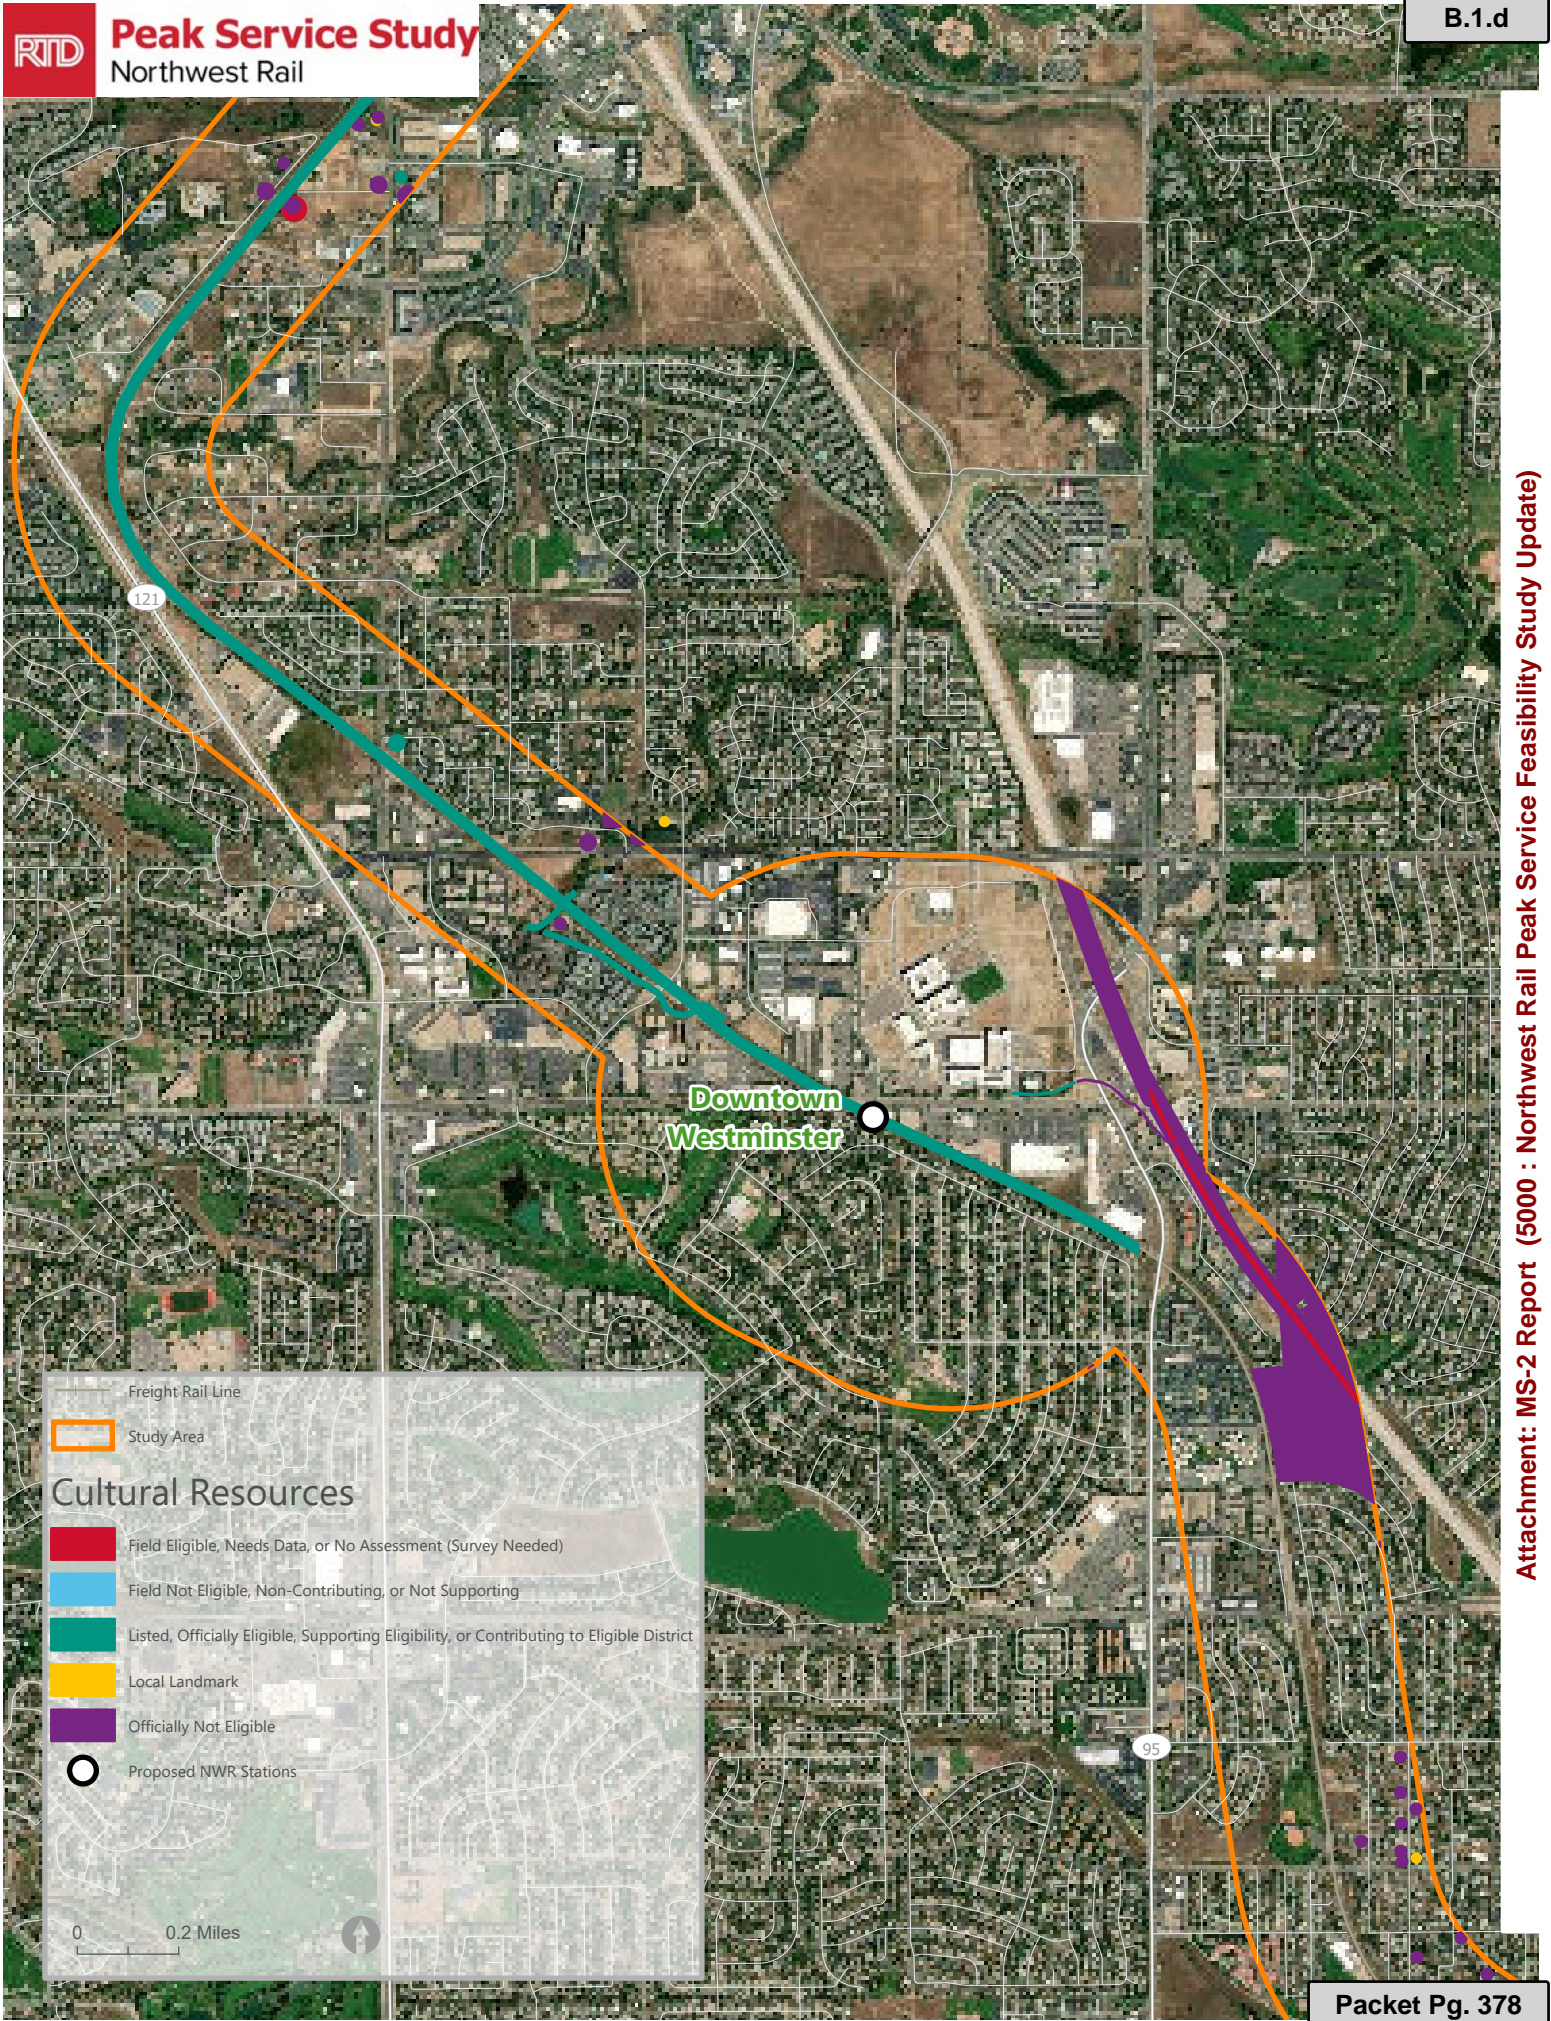 B.1.d
RTD
Peak Service Study
Northwest Rail
121
Downtown
Westminster
95
Freight Rail Line
Study Area
Cultural Resources
Field Eligible, Needs Data, or No Assessment (Survey Needed)
Field Not Eligible, Non-Contributing, or Not Supporting
Listed, Officially Eligible, Supporting Eligibility, or Contributing to Eligible District
Local Landmark
Officially Not Eligible
Proposed NWR Stations
0 0.2 Miles
Attachment: MS-2 Report (5000 : Northwest Rail Peak Service Feasibility Study Update)
Packet Pg. 378